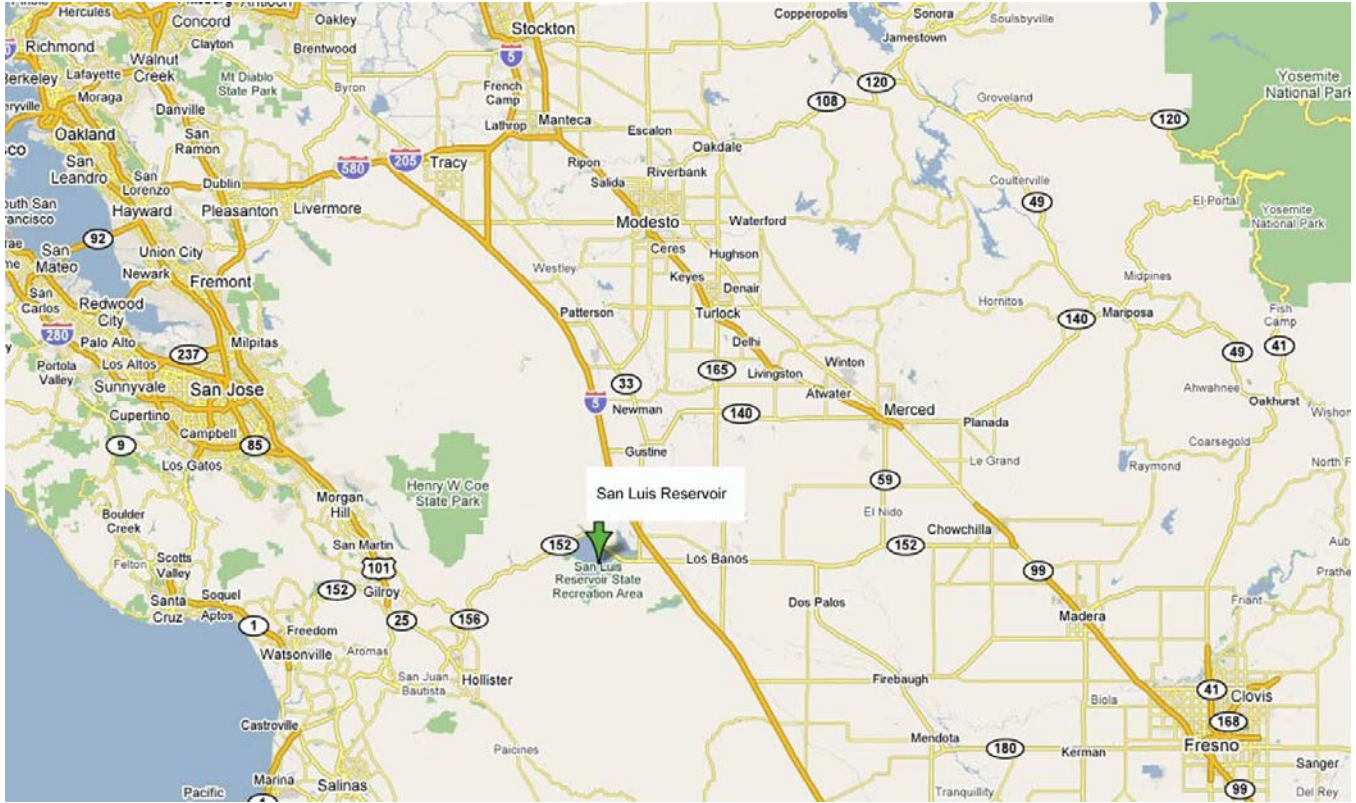 Hercules
Concord
Oakley
Clayton
Brentwood
Richmond
Berkeley
Lafayette
Walnut
Creek
Moraga
Mt Diablo
State Park
Byron
Danville
Oakland
San
Ramon
San
Leandro
San
Lorenzo
Dublin
Hayward
Pleasanton
Livermore
580
205
Tracy
Stockton
5
French
Camp
Lathrop
Manteca
Escalon
Ripon
Salida
Riverbank
Oakdale
Modesto
Waterford
Ceres
Hughson
Keyes
Denair
Turlock
Westley
Patterson
Delhi
Copperopolis
Sonora
Soulsbyville
Jamestown
120
108
Groveland
120
Yosemite
National Park
Coulterville
49
El Portal
Yosemite
National Park
Midpines
Hornitos
140
Mariposa
Fish
Camp
41
49
Ahwahnee
Oakhurst
Wishon
Coarsegold
92
San
Mateo
Union City
Newark
Fremont
San
Carlos
Redwood
City
280
Palo Alto
237
Milpitas
Portola
Valley
Los Altos
Sunnyvale
San Jose
Cupertino
Campbell
9
85
Los Gatos
Henry W Coe
State Park
Morgan
Hill
Boulder
Creek
San Martin
Felton
Scotts
Valley
101
152
Gilroy
Santa
Cruz
Soquel
Aptos
1
Freedom
25
156
Watsonville
Aromas
San Juan
Bautista
Hollister
Castroville
Paicines
Marina
Salinas
Pacific
33
5
Newman
165
140
Gustine
Livingston
Winton
Atwater
Merced
Planada
Le Grand
Raymond
San Luis Reservoir
152
San Luis
Reservoir State
Recreation Area
Los Banos
59
El Nido
152
Chowchilla
99
Dos Palos
Madera
Friant
Firebaugh
Biola
41
Clovis
168
Fresno
Mendota
180
Kerman
Sanger
Tranquillity
99
Del Rey